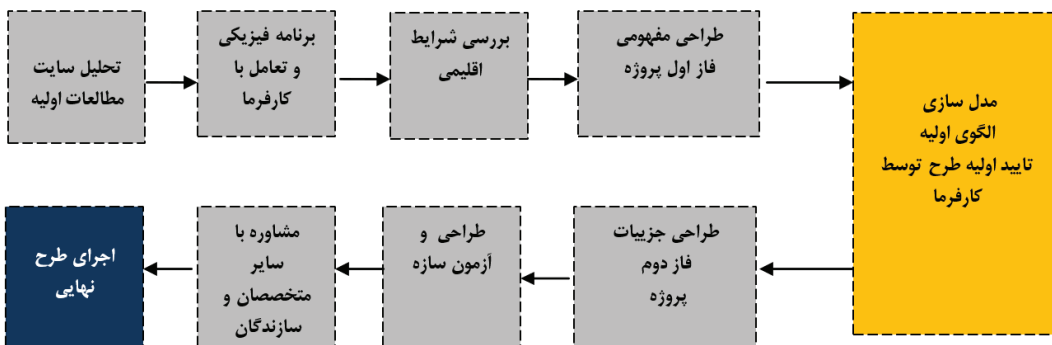 تحلیل سایت
مطالعات اولیه
برنامه فیزیکی
و تعامل با
کارفرما
بررسی شرایط
اقلیمی
طراحی مفهومی
فاز اول پروژه
مدل سازی
الگوی اولیه
تایید اولیه طرح توسط
کارفرما
طراحی جزییات
فاز دوم
پروژه
طراحی و
آزمون سازه
مشاوره با
سایر
متخصصان و
سازندگان
اجرای طرح
نهایی